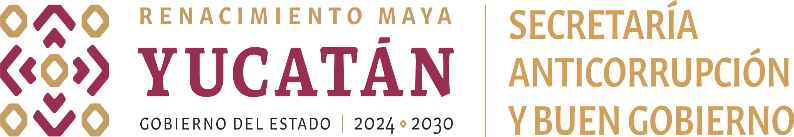 RENACIMIENTO MAYA
YUCATÁN
GOBIERNO DEL ESTADO | 2024 ⋄ 2030
SECRETARÍA
ANTICORRUPCIÓN
Y BUEN GOBIERNO